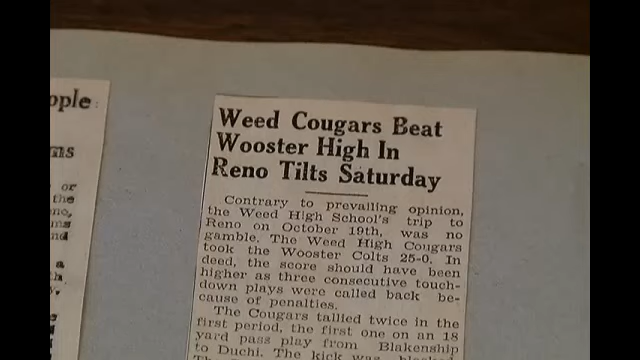 ople
or
the
no,
nd
a
Weed Cougars Beat
Wooster High In
Reno Tilts Saturday
Contrary to prevailing opinion,
the Weed High School's trip to
Reno on October 19th, was no
gamble. The Weed High Cougars
took the Wooster Colts 25-0. In
deed, the score should have been
higher as three consecutive touch-
down plays were called back be-
cause of penalties.
The Cougars tallied twice in the
first period, the first one on an 18
yard pass play from Blakenship
to Duchi. The kick was blocked